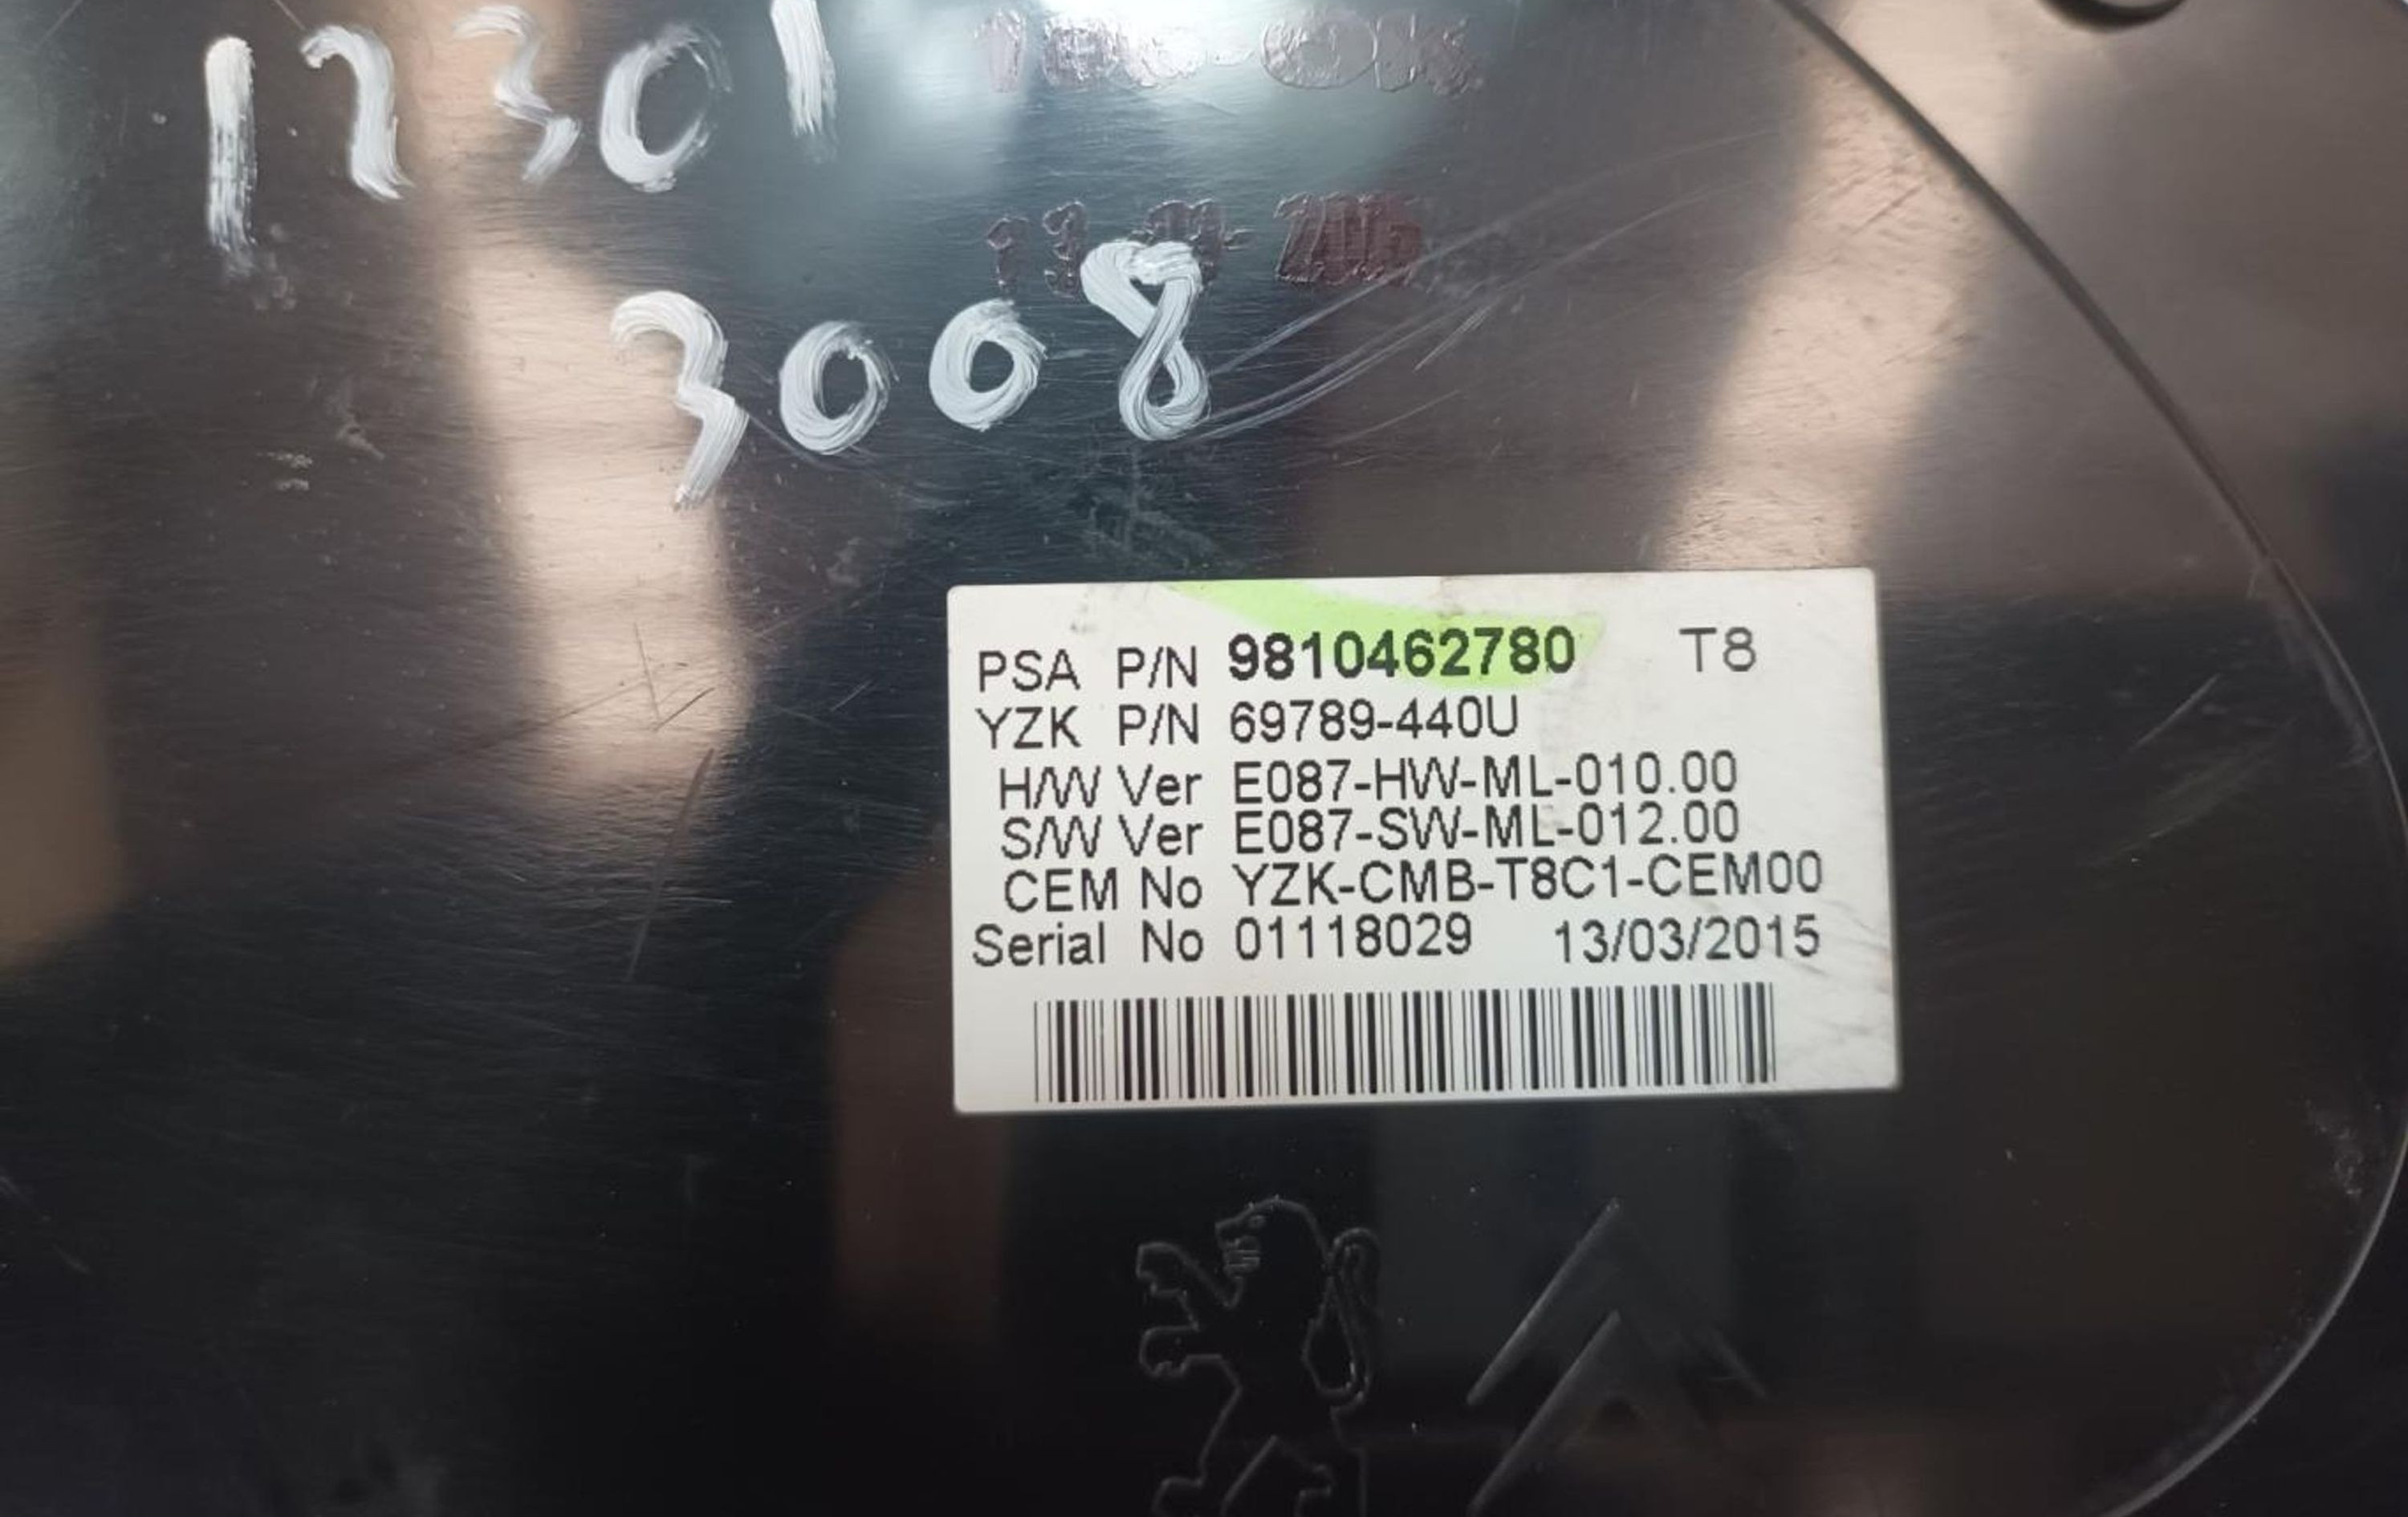 12301
3008
PSA P/N 9810462780 T8
YZK P/N 69789-440U
H/W Ver E087-HW-ML-010.00
S/W Ver E087-SW-ML-012.00
CEM No YZK-CMB-T8C1-CEM00
Serial No 01118029 13/03/2015